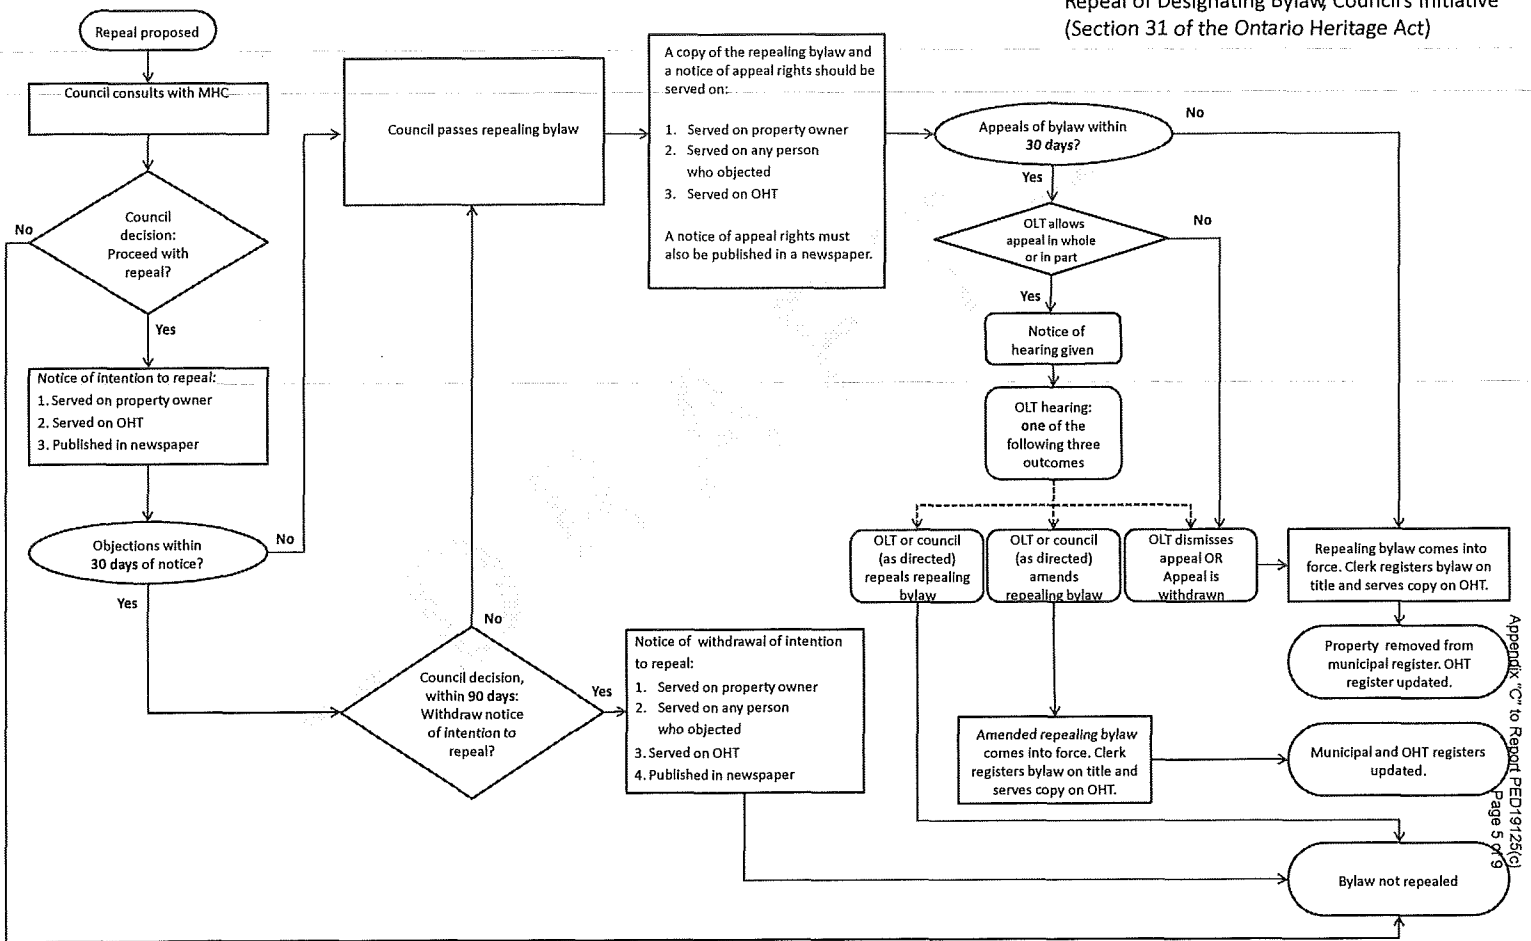 Repeal of Designating Bylaw, Council's Initiative
(Section 31 of the Ontario Heritage Act)
Repeal proposed
Council consults with MHC
Council
decision:
Proceed with
repeal?
No
Yes
Notice of intention to repeal:
1. Served on property owner
2. Served on OHT
3. Published in newspaper
Objections within
30 days of notice?
No
Yes
Council passes repealing bylaw
No
Council decision,
within 90 days:
Withdraw notice
of intention to
repeal?
Yes
Notice of withdrawal of intention
to repeal:
1. Served on property owner
2. Served on any person
who objected
3. Served on OHT
4. Published in newspaper
A copy of the repealing bylaw and
a notice of appeal rights should be
served on:
1. Served on property owner
2. Served on any person
who objected
3. Served on OHT
A notice of appeal rights must
also be published in a newspaper.
Appeals of bylaw within
30 days?
No
Yes
OLT allows
appeal in whole
or in part
No
Yes
Notice of
hearing given
OLT hearing:
one of the
following three
outcomes
OLT or council
(as directed)
repeals repealing
bylaw
OLT or council
(as directed)
amends
repealing bylaw
OLT dismisses
appeal OR
Appeal is
withdrawn
Repealing bylaw comes into
force. Clerk registers bylaw on
title and serves copy on OHT.
Property removed from
municipal register. OHT
register updated.
Amended repealing bylaw
comes into force. Clerk
registers bylaw on title and
serves copy on OHT.
Municipal and OHT registers
updated.
Bylaw not repealed
Appendix "C" to Report PED19125(c)
Page 5 of 9